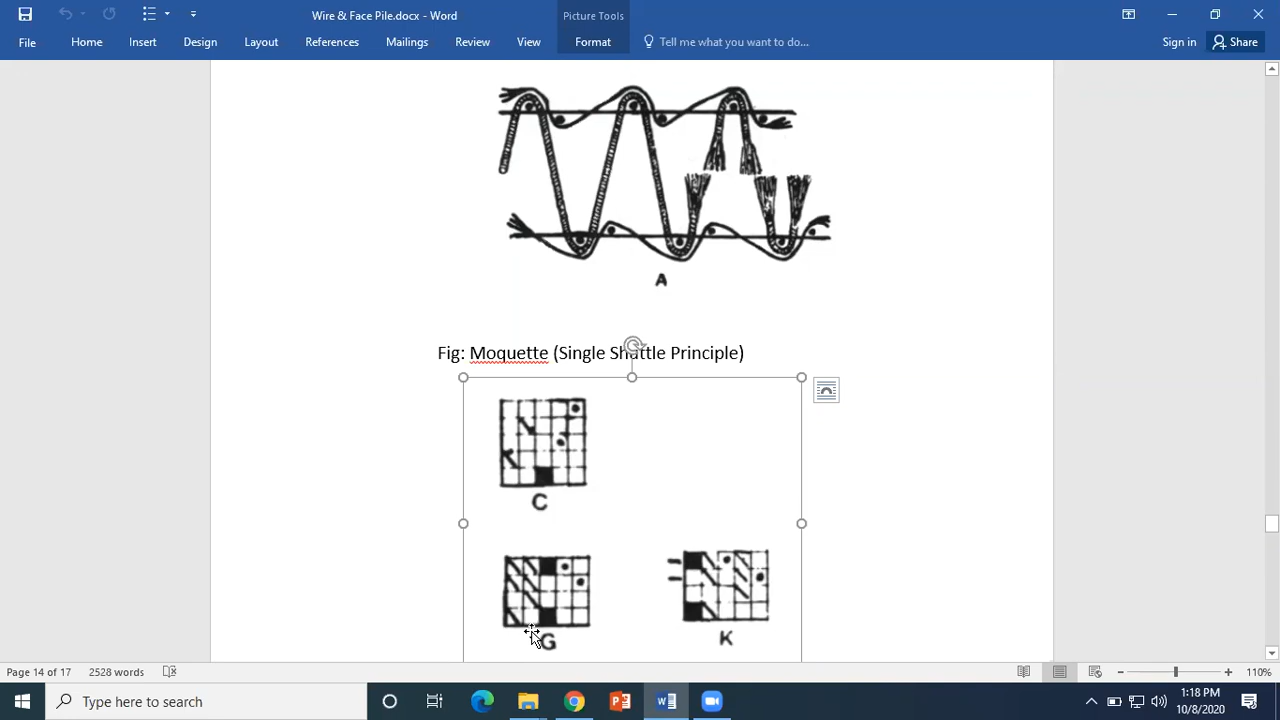 Wire & Face Pile.docx - Word
Picture Tools
File
Home
Insert
Design
Layout
References
Mailings
Review
View
Format
Tell me what you want to do...
Sign in
Share
A
Fig: Moquette (Single Shuttle Principle)
C
G
K
Page 14 of 17
2528 words
110%
Type here to search
1:18 PM
10/8/2020